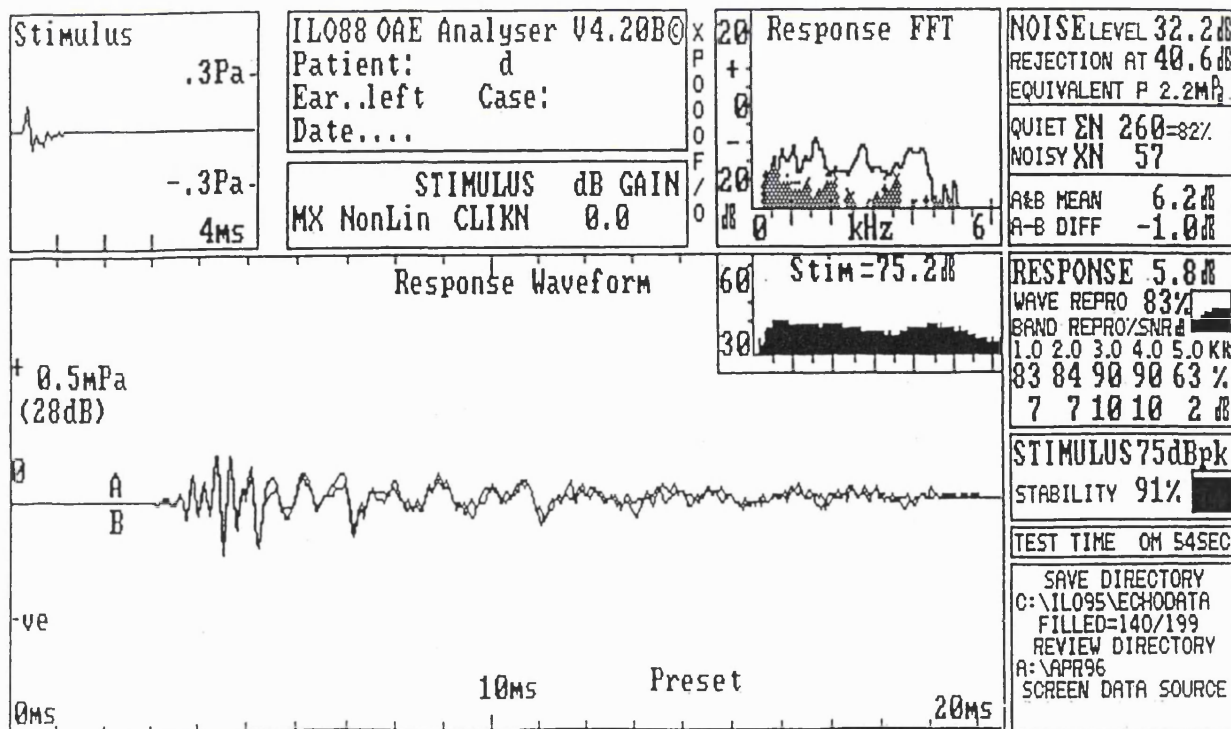 Stimulus
.3Pa-
-.3Pa-
4ms
ILO88 OAE Analyser V4.20B©
Patient: d
Ear..left Case:
Date....
STIMULUS dB GAIN
MX NonLin CLIKN 0.0
20 Response FFT
+
0
-
20
dB 0 kHz 6
NOISE LEVEL 32.2dB
REJECTION AT 40.6dB
EQUIVALENT P 2.2MPa
QUIET ΣN 260=82%
NOISY XN 57
A&B MEAN 6.2dB
A-B DIFF -1.0dB
Response Waveform
60 Stim=75.2dB
30
+ 0.5mPa
(28dB)
0
A
B
-ve
10ms Preset
0ms 20ms
RESPONSE 5.8dB
WAVE REPRO 83%
BAND REPRO%SNR dB
1.0 2.0 3.0 4.0 5.0
83 84 90 90 63 %
7 7 10 10 2 dB
STIMULUS 75dBpk
STABILITY 91%
TEST TIME 0M 54SEC
SAVE DIRECTORY
C:\ILO95\ECHODATA
FILLED=140/199
REVIEW DIRECTORY
A:\APR96
SCREEN DATA SOURCE